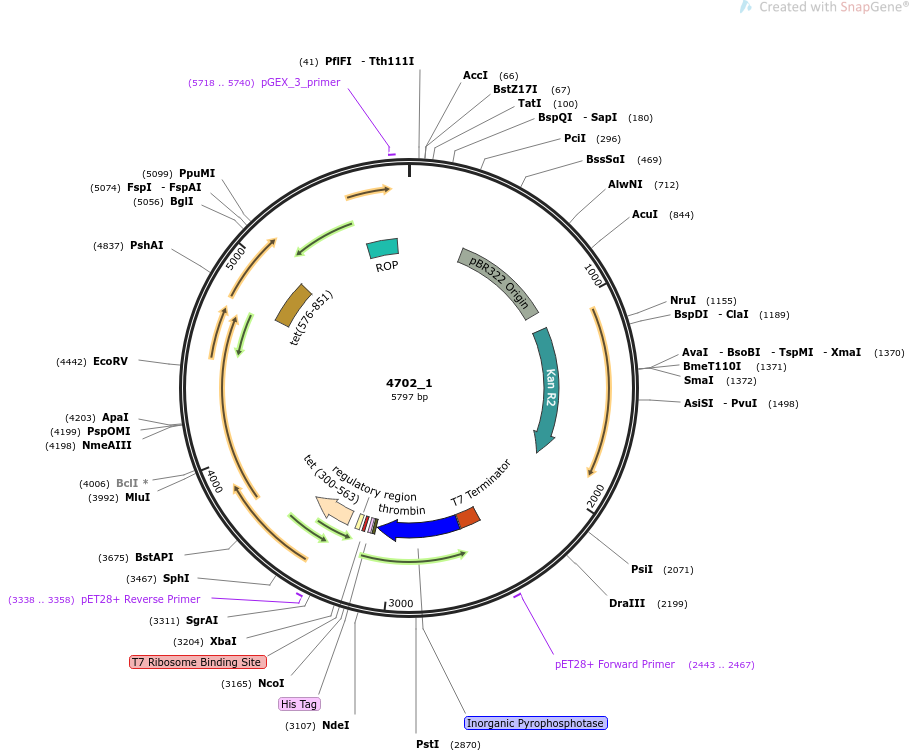 Created with SnapGene®
(41) PflFI - Tth111I
(5718 .. 5740) pGEX_3_primer
AccI (66)
BstZ17I (67)
TatI (100)
BspQI - SapI (180)
PciI (296)
BssSαI (469)
AlwNI (712)
AcuI (844)
(5099) PpuMI
(5074) FspI - FspAI
(5056) BglI
(4837) PshAI
5000
ROP
pBR322 Origin
1000
tet(576-851)
NruI (1155)
BspDI - ClaI (1189)
AvaI - BsoBI - TspMI - XmaI (1370)
BmeT110I (1371)
SmaI (1372)
AsiSI - PvuI (1498)
(4442) EcoRV
4702_1
5797 bp
Kan R2
(4203) ApaI
(4199) PspOMI
(4198) NmeAIII
(4006) BclI *
(3992) MluI
4000
tet (300-563)
regulatory region
thrombin
T7 Terminator
2000
(3675) BstAPI
(3467) SphI
(3338 .. 3358) pET28+ Reverse Primer
(3311) SgrAI
(3204) XbaI
3000
PsiI (2071)
DraIII (2199)
T7 Ribosome Binding Site
pET28+ Forward Primer (2443 .. 2467)
(3165) NcoI
His Tag
(3107) NdeI
Inorganic Pyrophosphotase
PstI (2870)